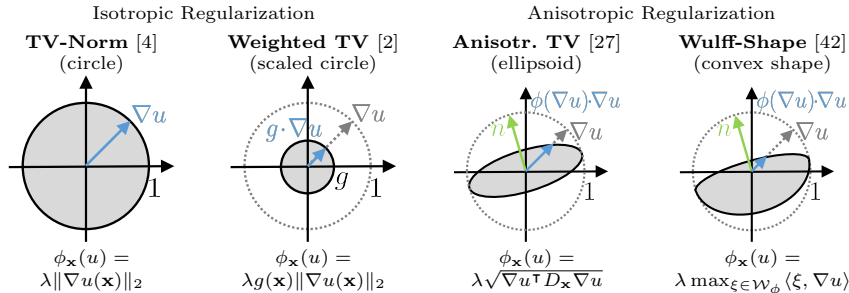 Isotropic Regularization
Anisotropic Regularization
TV-Norm [4]
(circle)
∇u
1
ϕ𝐱(u) =
λ‖∇u(𝐱)‖₂
Weighted TV [2]
(scaled circle)
∇u
g·∇u
g
1
ϕ𝐱(u) =
λg(𝐱)‖∇u(𝐱)‖₂
Anisotr. TV [27]
(ellipsoid)
ϕ(∇u)·∇u
n
∇u
1
ϕ𝐱(u) =
λ√∇uᵀD𝐱∇u
Wulff-Shape [42]
(convex shape)
ϕ(∇u)·∇u
n
∇u
1
ϕ𝐱(u) =
λ max_{ξ∈𝒲_ϕ}⟨ξ, ∇u⟩